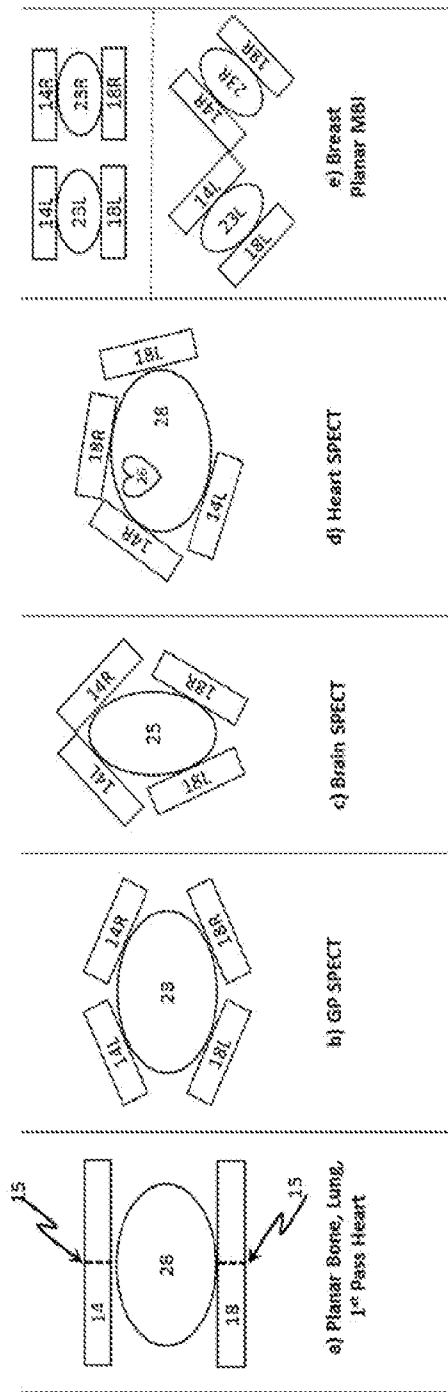 15
14
18
15
a) Planar Bone, Lung,
1st Pass Heart
14L 14R
28
18L 18R
b) GP SPECT
14L 14R
25
18L 18R
c) Brain SPECT
18R
14R 18L
28
14L
d) Heart SPECT
14L 14R
23L 23R
18L 18R
14L 14R
23L 23R
18L 18R
e) Breast
Planar MBI